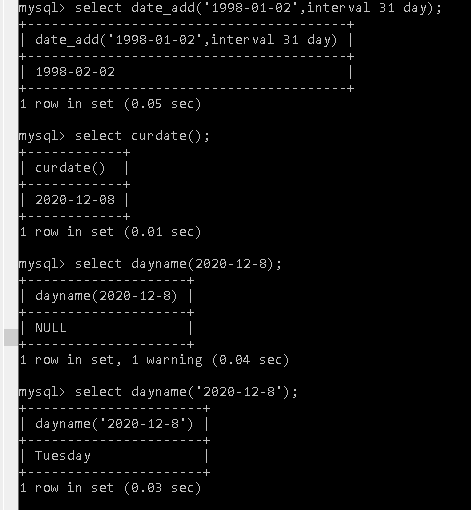 mysql> select date_add('1998-01-02',interval 31 day);
+----------------------------------------+
| date_add('1998-01-02',interval 31 day) |
+----------------------------------------+
| 1998-02-02                             |
+----------------------------------------+
1 row in set (0.05 sec)
mysql> select curdate();
+------------+
| curdate()  |
+------------+
| 2020-12-08 |
+------------+
1 row in set (0.01 sec)
mysql> select dayname(2020-12-8);
+--------------------+
| dayname(2020-12-8) |
+--------------------+
| NULL               |
+--------------------+
1 row in set, 1 warning (0.04 sec)
mysql> select dayname('2020-12-8');
+----------------------+
| dayname('2020-12-8') |
+----------------------+
| Tuesday              |
+----------------------+
1 row in set (0.03 sec)